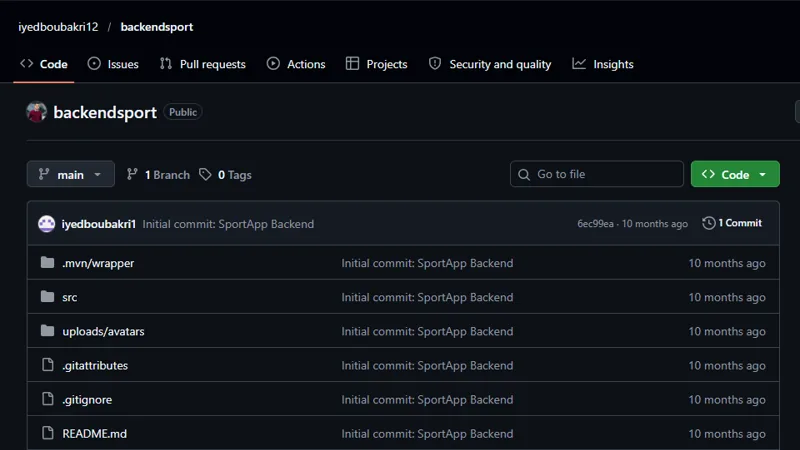 iyedboubakri12 / backendsport
Code Issues Pull requests Actions Projects Security and quality Insights
backendsport Public
main 1 Branch 0 Tags Go to file Code
iyedboubakri1 Initial commit: SportApp Backend 6ec99ea · 10 months ago 1 Commit
.mvn/wrapper Initial commit: SportApp Backend 10 months ago
src Initial commit: SportApp Backend 10 months ago
uploads/avatars Initial commit: SportApp Backend 10 months ago
.gitattributes Initial commit: SportApp Backend 10 months ago
.gitignore Initial commit: SportApp Backend 10 months ago
README.md Initial commit: SportApp Backend 10 months ago